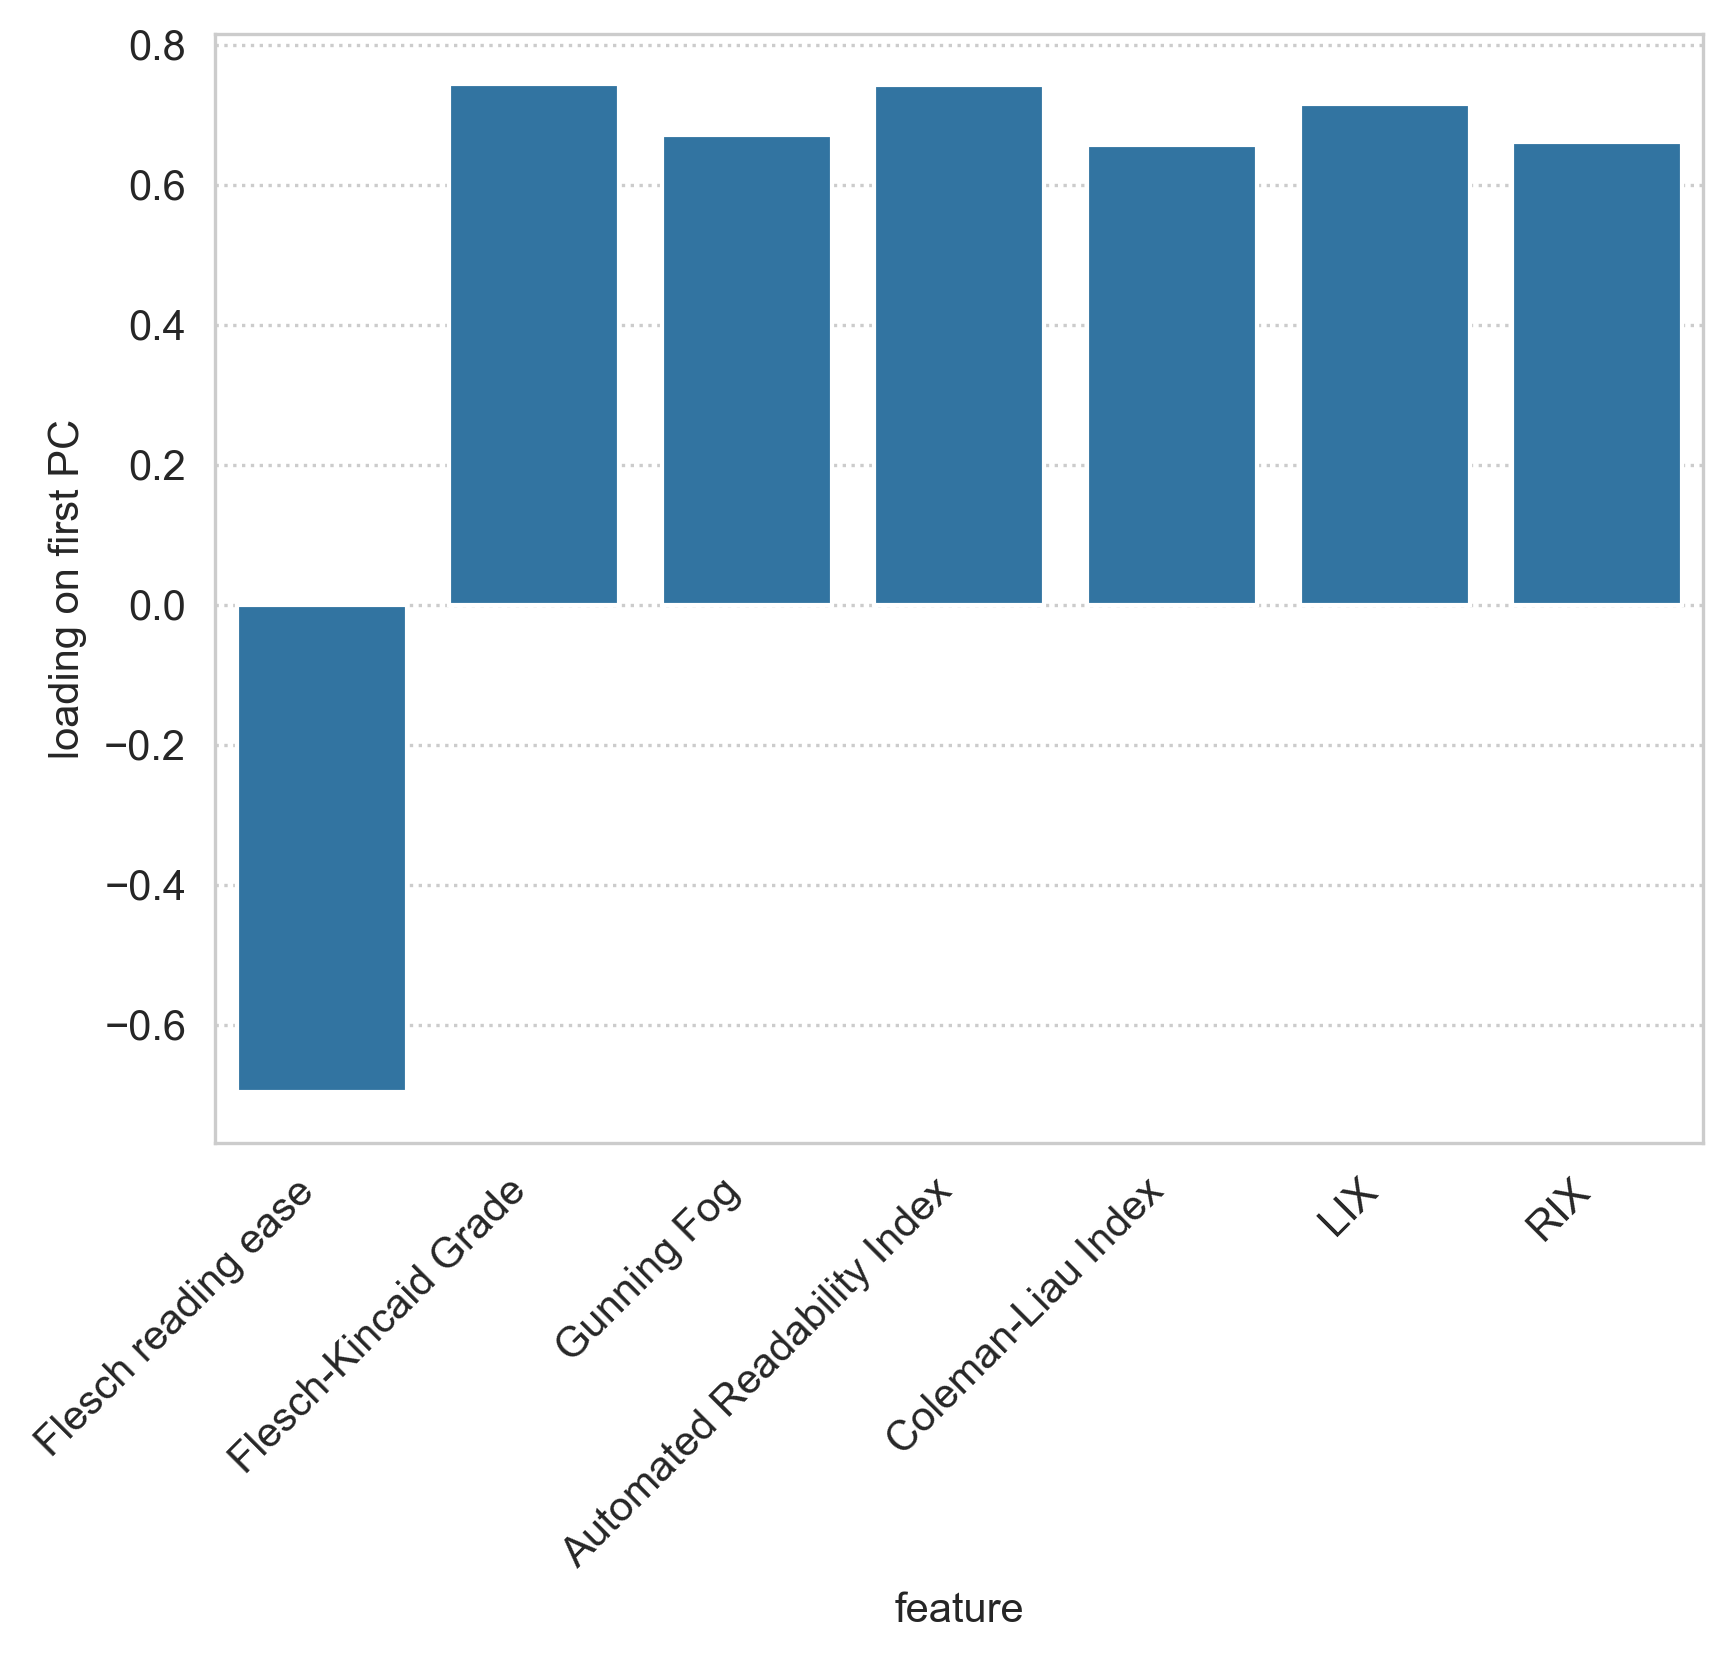 0.8
0.6
0.4
0.2
0.0
−0.2
−0.4
−0.6
loading on first PC
Flesch reading ease
Flesch-Kincaid Grade
Gunning Fog
Automated Readability Index
Coleman-Liau Index
LIX
RIX
feature